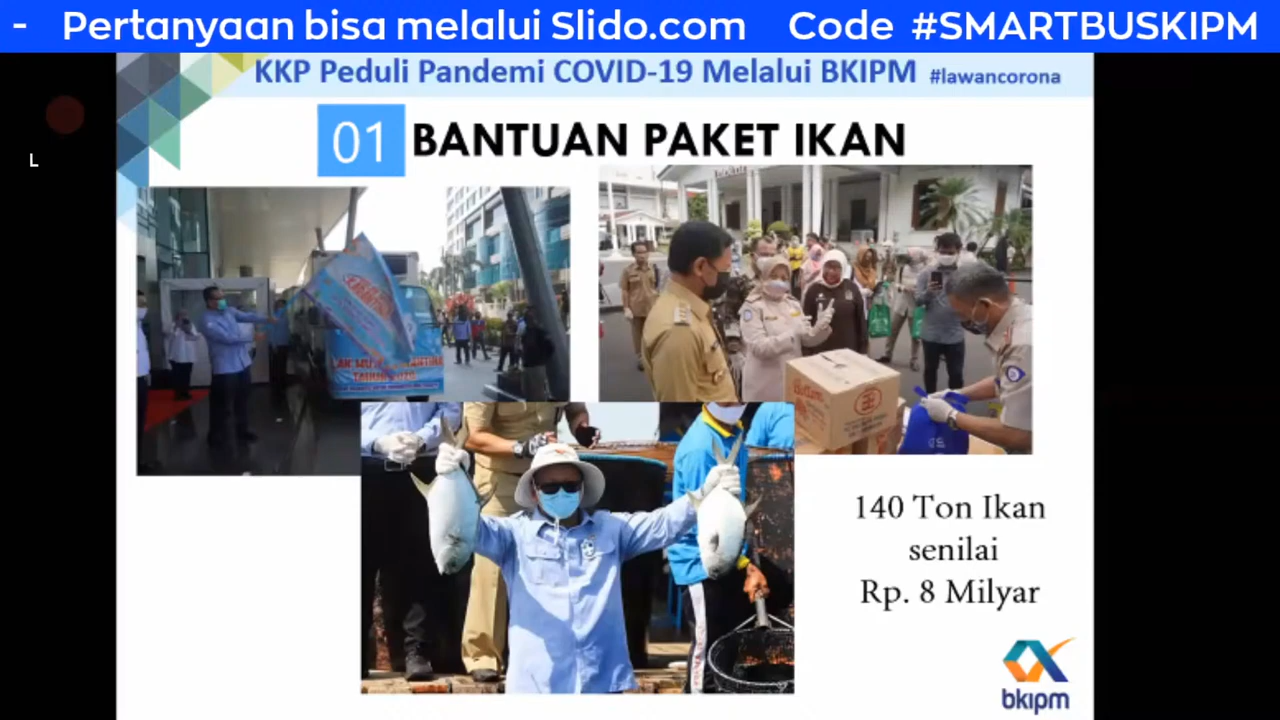 - Pertanyaan bisa melalui Slido.com Code #SMARTBUSKIPM
KKP Peduli Pandemi COVID-19 Melalui BKIPM #lawancorona
L
01 BANTUAN PAKET IKAN
140 Ton Ikan
senilai
Rp. 8 Milyar
bkipm